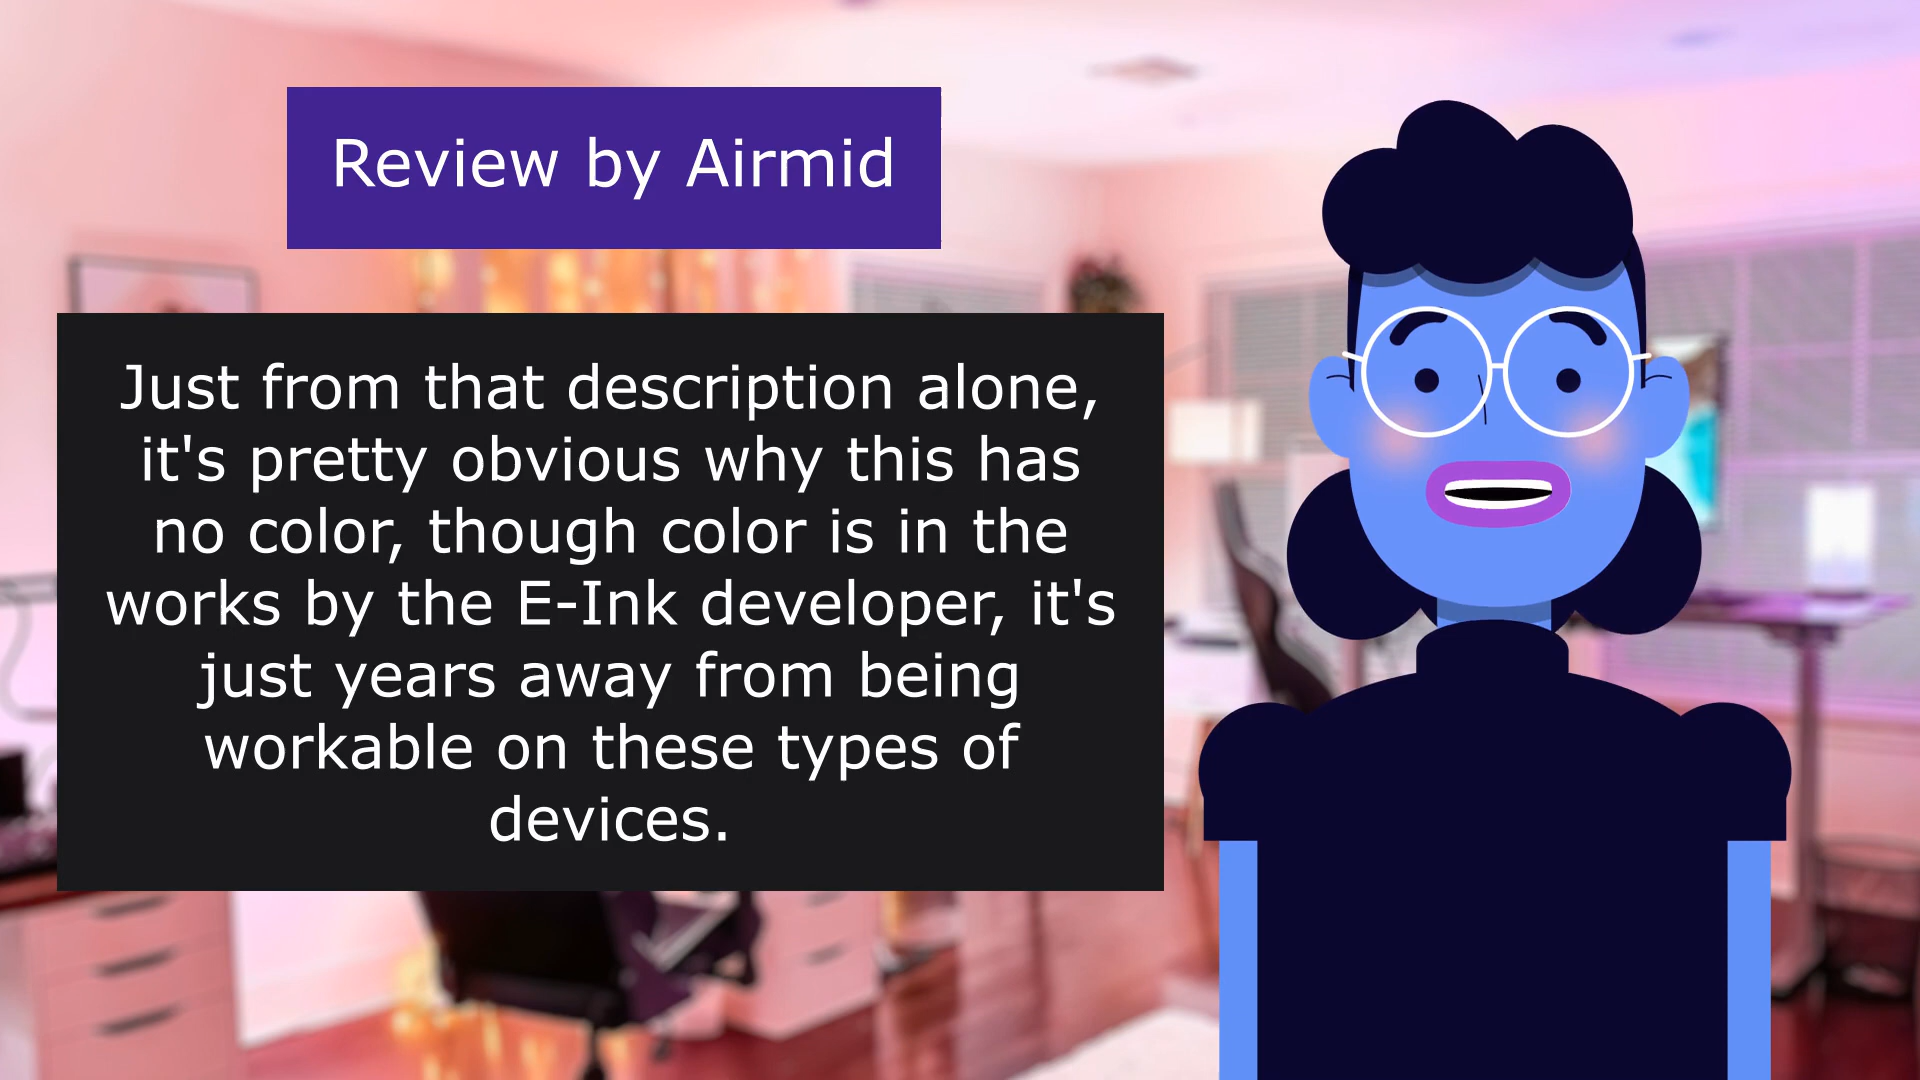 Review by Airmid
Just from that description alone,
it's pretty obvious why this has
no color, though color is in the
works by the E-Ink developer, it's
just years away from being
workable on these types of
devices.